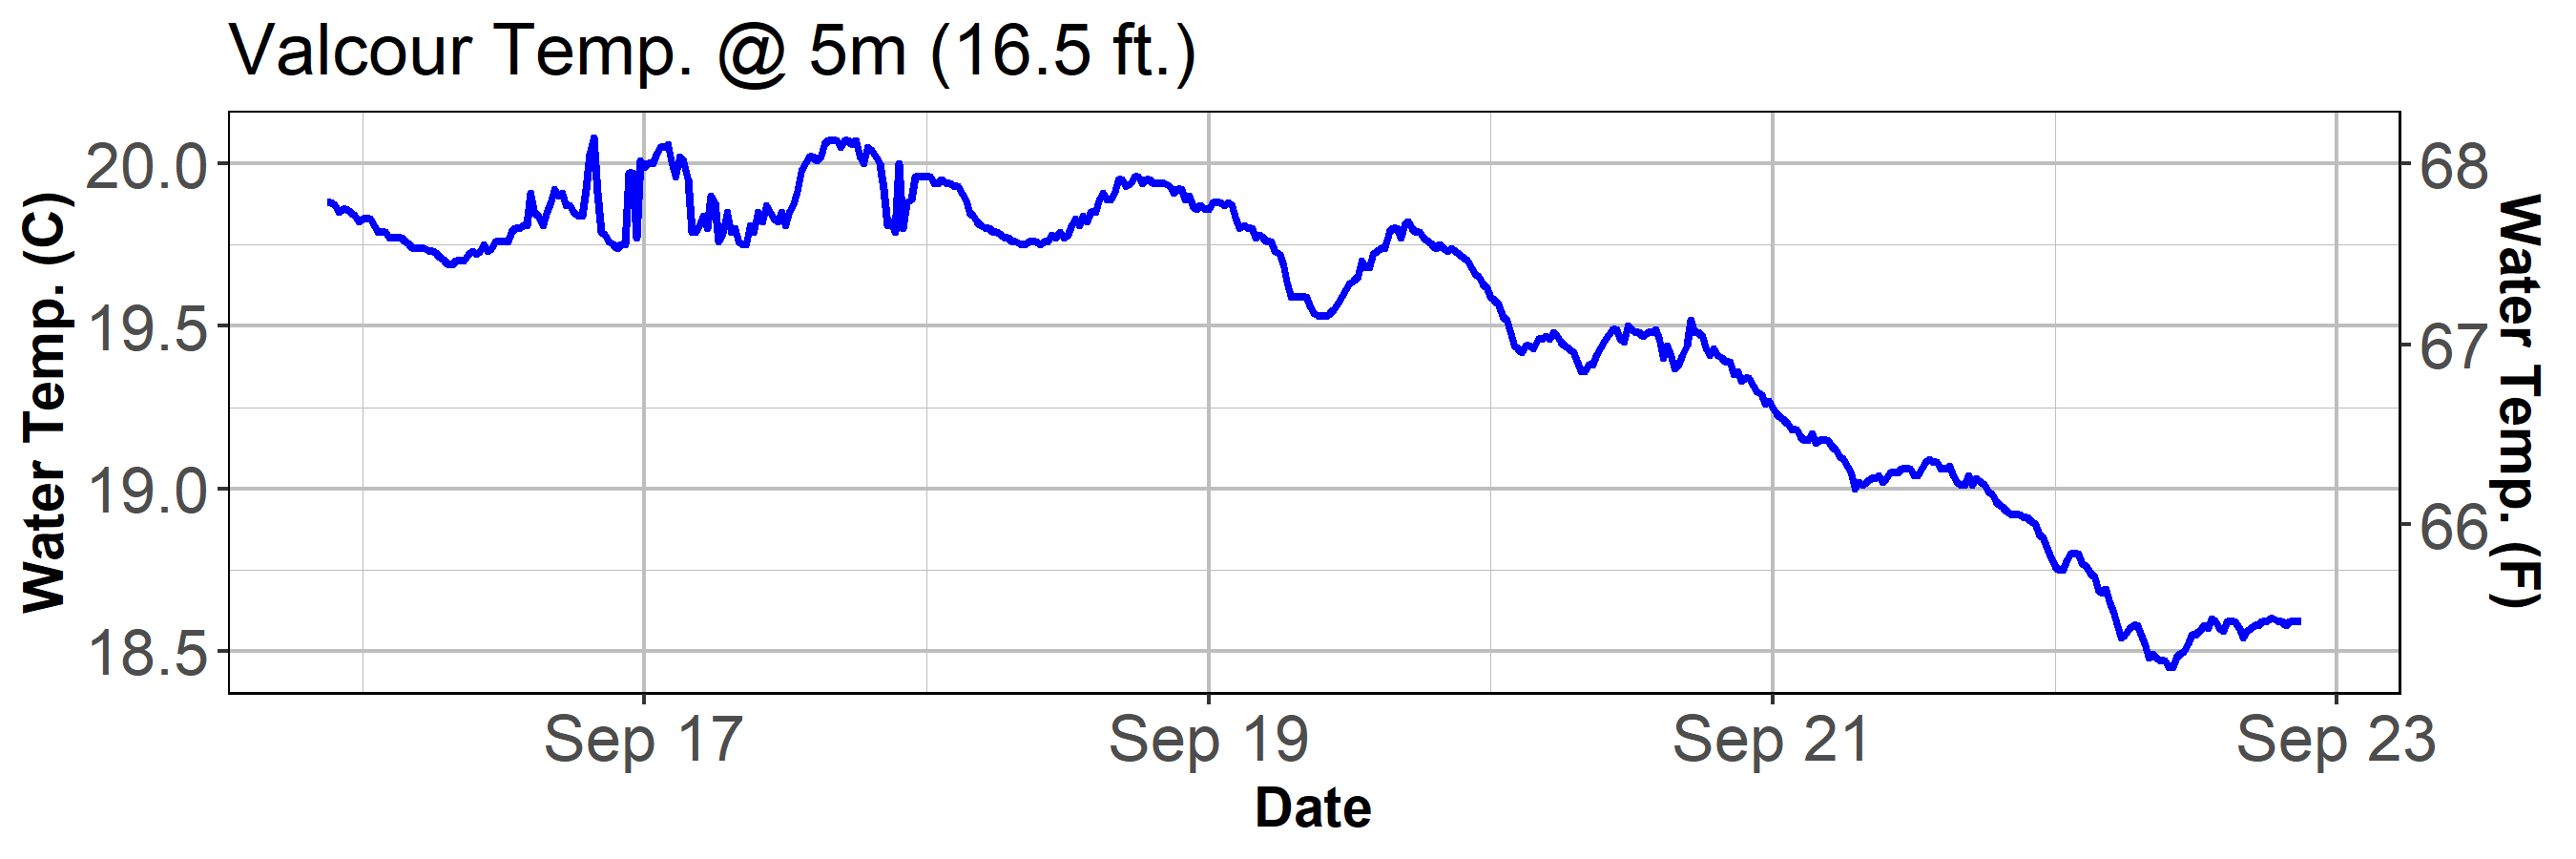 Valcour Temp. @ 5m (16.5 ft.)
Water Temp. (C)
20.0
19.5
19.0
18.5
68
67
66
Water Temp. (F)
Sep 17 Sep 19 Sep 21 Sep 23
Date